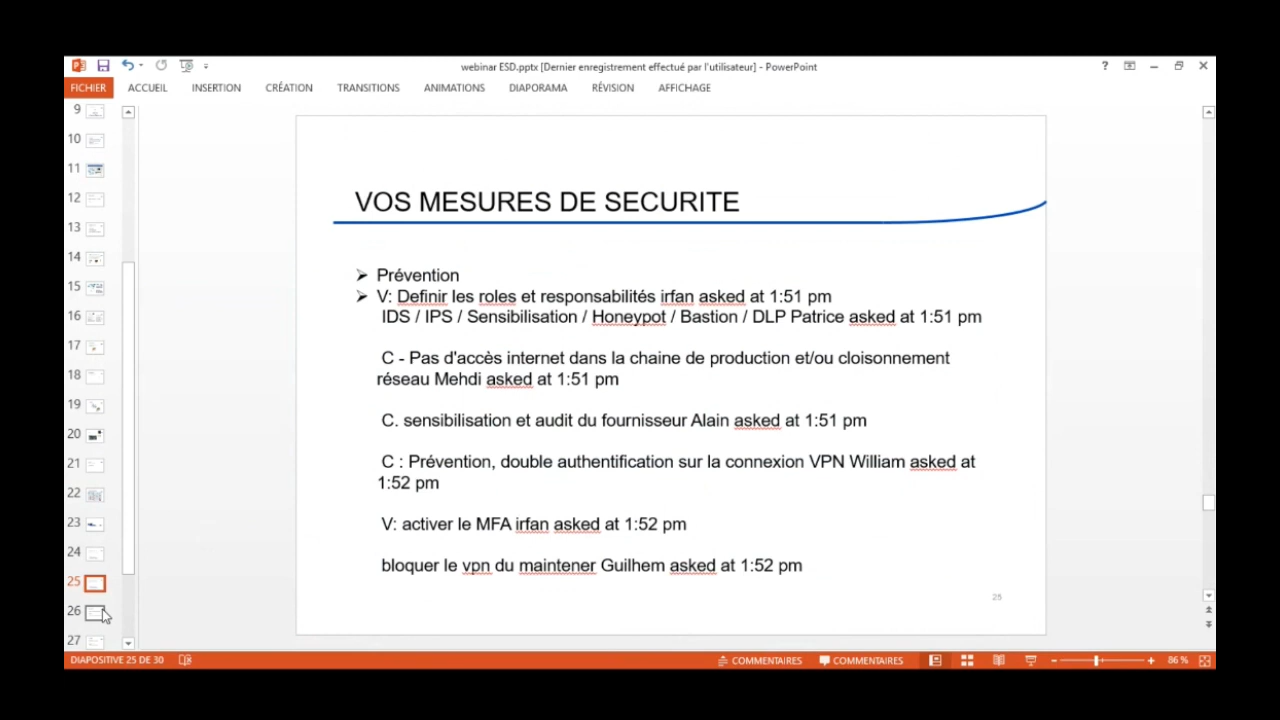 webinar ESD.pptx [Dernier enregistrement effectué par l'utilisateur] - PowerPoint
?
FICHIER ACCUEIL INSERTION CRÉATION TRANSITIONS ANIMATIONS DIAPORAMA RÉVISION AFFICHAGE
9
10
11
12
13
14
15
16
17
18
19
20
21
22
23
24
25
26
27
VOS MESURES DE SECURITE
➢ Prévention
➢ V: Definir les roles et responsabilités irfan asked at 1:51 pm
IDS / IPS / Sensibilisation / Honeypot / Bastion / DLP Patrice asked at 1:51 pm
C - Pas d'accès internet dans la chaine de production et/ou cloisonnement
réseau Mehdi asked at 1:51 pm
C. sensibilisation et audit du fournisseur Alain asked at 1:51 pm
C : Prévention, double authentification sur la connexion VPN William asked at
1:52 pm
V: activer le MFA irfan asked at 1:52 pm
bloquer le vpn du maintener Guilhem asked at 1:52 pm
25
DIAPOSITIVE 25 DE 30 COMMENTAIRES COMMENTAIRES 86 %